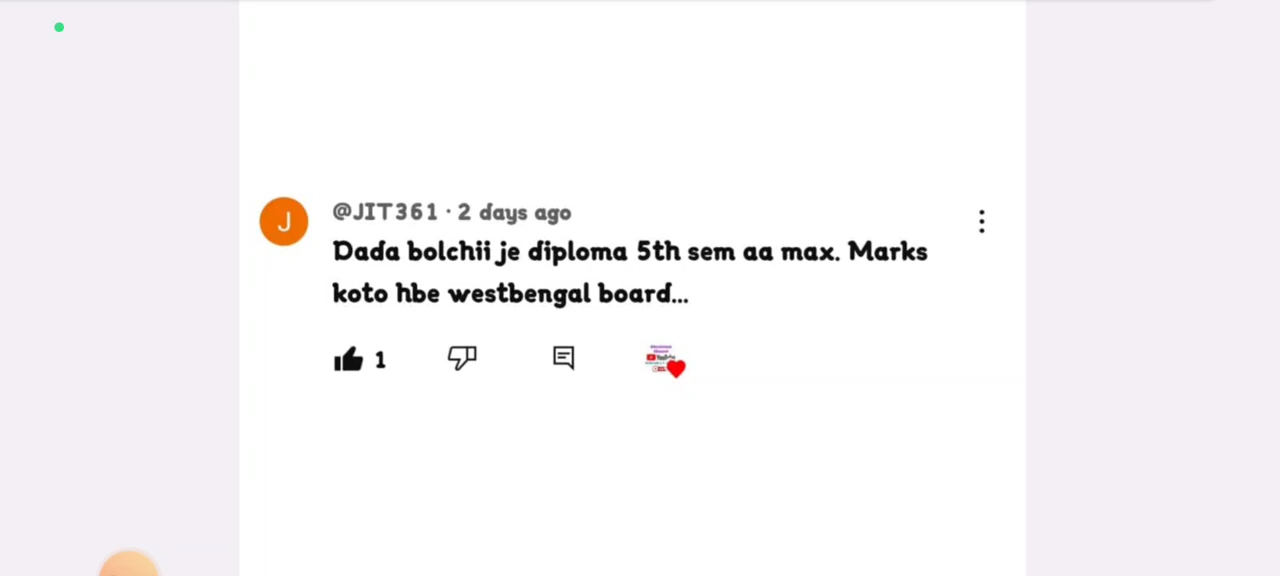 J
@JIT361 · 2 days ago
Dada bolchii je diploma 5th sem aa max. Marks
koto hbe westbengal board...
1